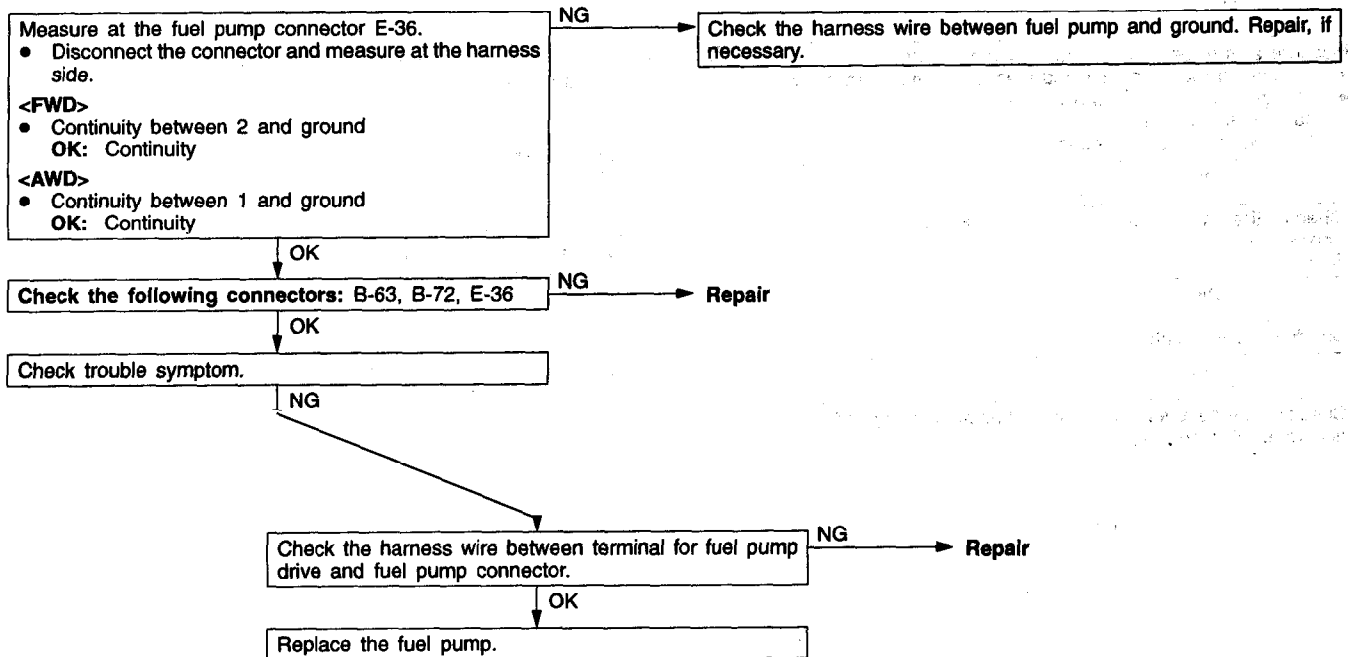 Measure at the fuel pump connector E-36.
● Disconnect the connector and measure at the harness
side.
<FWD>
● Continuity between 2 and ground
OK: Continuity
<AWD>
● Continuity between 1 and ground
OK: Continuity
NG
Check the harness wire between fuel pump and ground. Repair, if
necessary.
OK
Check the following connectors: B-63, B-72, E-36
NG
Repair
OK
Check trouble symptom.
NG
Check the harness wire between terminal for fuel pump
drive and fuel pump connector.
NG
Repair
OK
Replace the fuel pump.